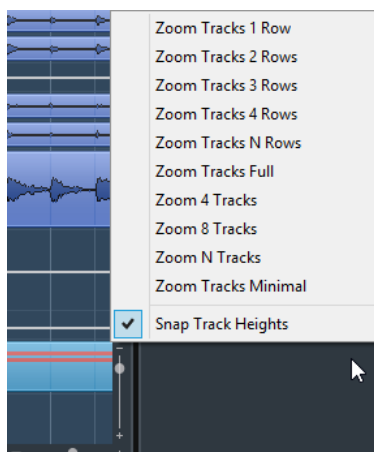 Zoom Tracks 1 Row
Zoom Tracks 2 Rows
Zoom Tracks 3 Rows
Zoom Tracks 4 Rows
Zoom Tracks N Rows
Zoom Tracks Full
Zoom 4 Tracks
Zoom 8 Tracks
Zoom N Tracks
Zoom Tracks Minimal
Snap Track Heights